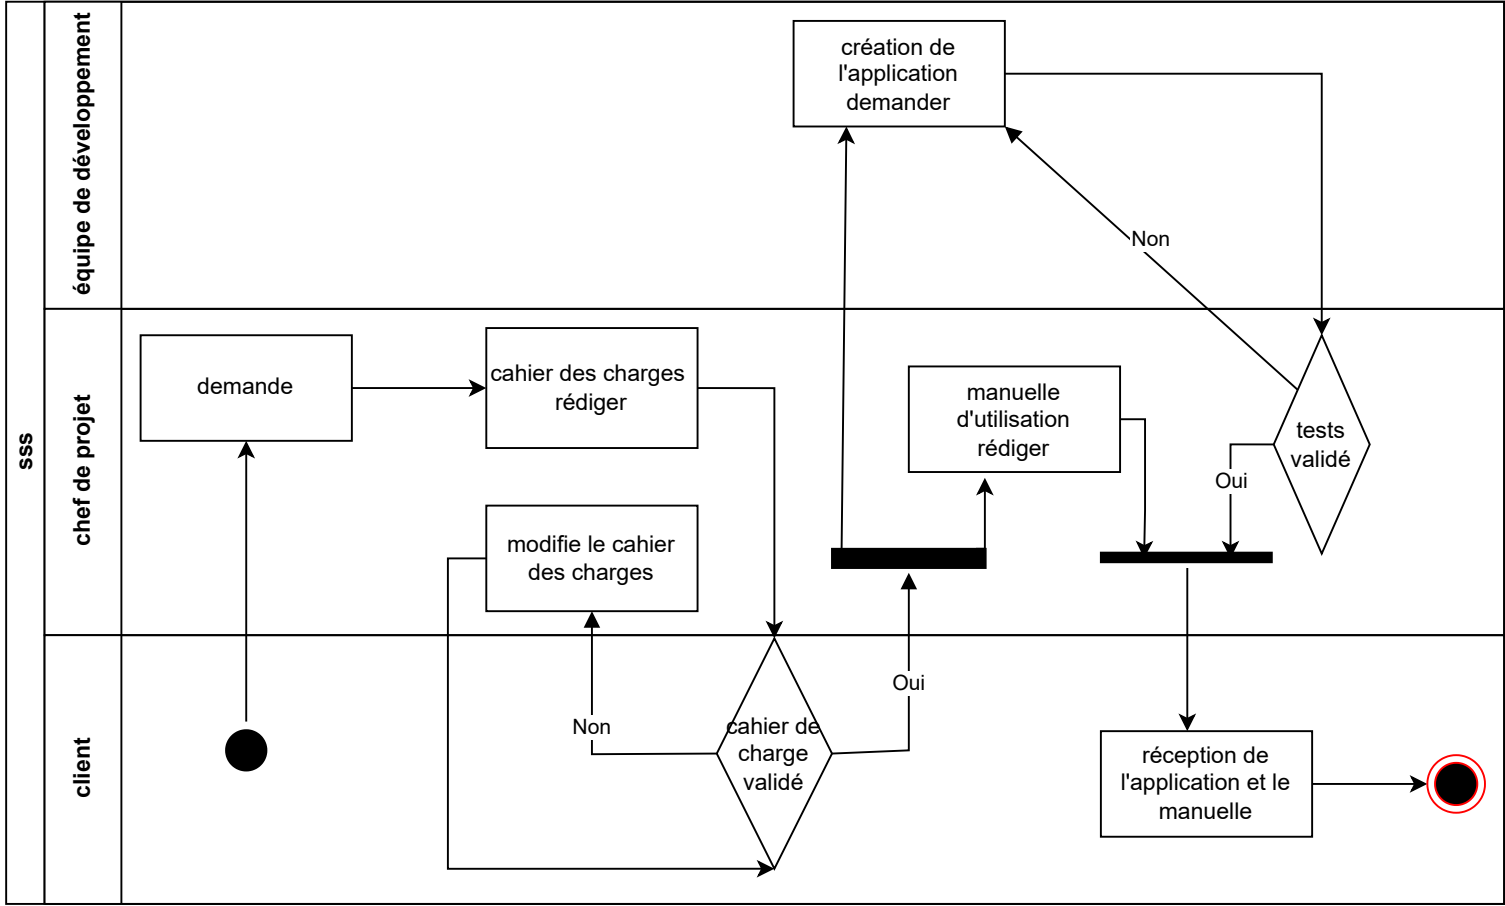 sss
équipe de développement
création de
l'application
demander
Non
chef de projet
demande
cahier des charges
rédiger
modifie le cahier
des charges
manuelle
d'utilisation
rédiger
tests
validé
Oui
client
Non
cahier de
charge
validé
Oui
réception de
l'application et le
manuelle